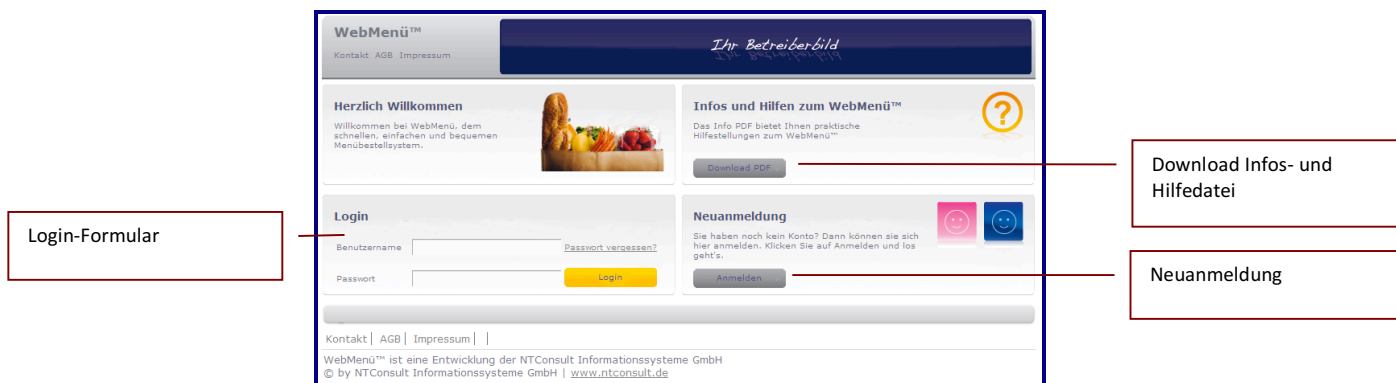 WebMenü™
Kontakt AGB Impressum
Ihr Betreiberbild
Herzlich Willkommen
Willkommen bei WebMenü, dem
schnellen, einfachen und bequemen
Menübestellsystem.
Infos und Hilfen zum WebMenü™
Das Info PDF bietet Ihnen praktische
Hilfestellungen zum WebMenü™
Download PDF
Download Infos- und
Hilfedatei
Login-Formular
Login
Benutzername
Passwort vergessen?
Passwort
Login
Neuanmeldung
Sie haben noch kein Konto? Dann können sie sich
hier anmelden. Klicken Sie auf Anmelden und los
geht's.
Anmelden
Neuanmeldung
Kontakt | AGB | Impressum | |
WebMenü™ ist eine Entwicklung der NTConsult Informationssysteme GmbH
© by NTConsult Informationssysteme GmbH | www.ntconsult.de